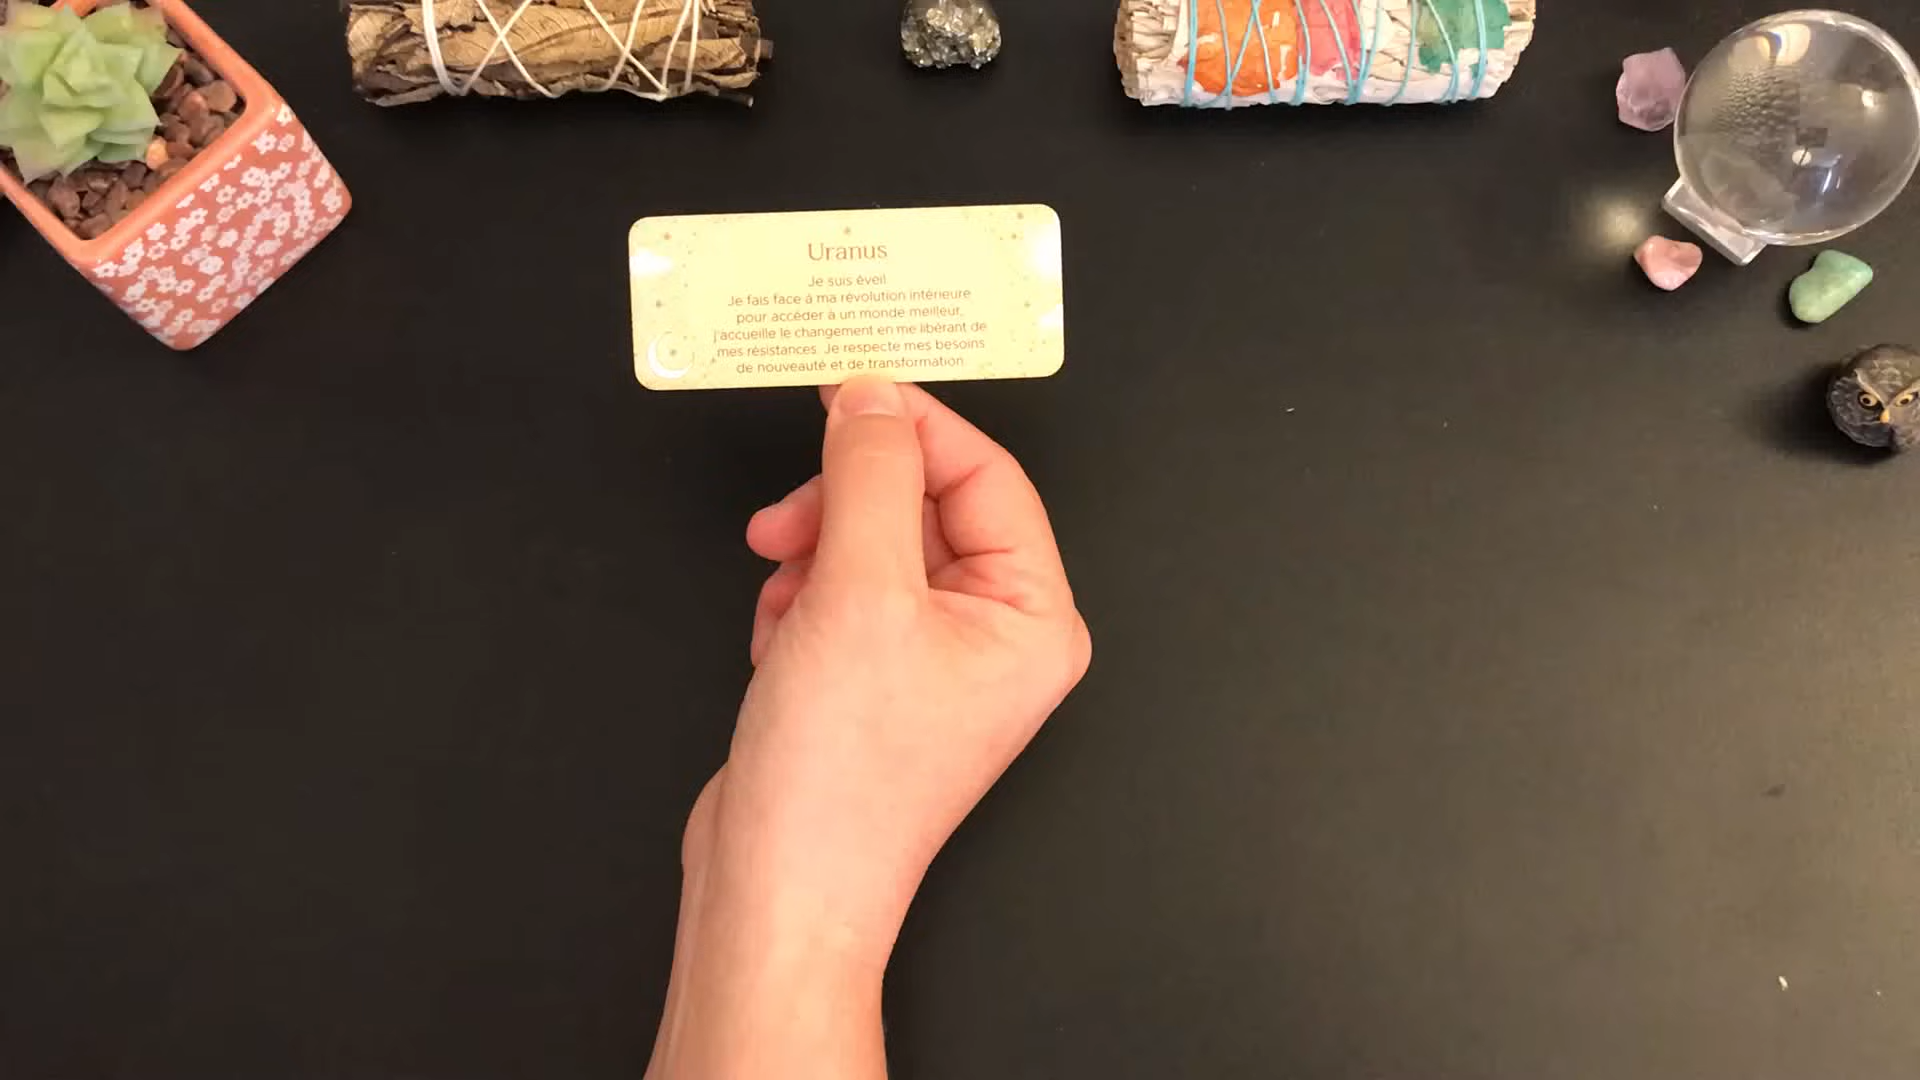 Uranus
Je suis éveil
Je fais face à ma révolution intérieure
pour accéder à un monde meilleur,
j'accueille le changement en me libérant de
mes résistances. Je respecte mes besoins
de nouveauté et de transformation